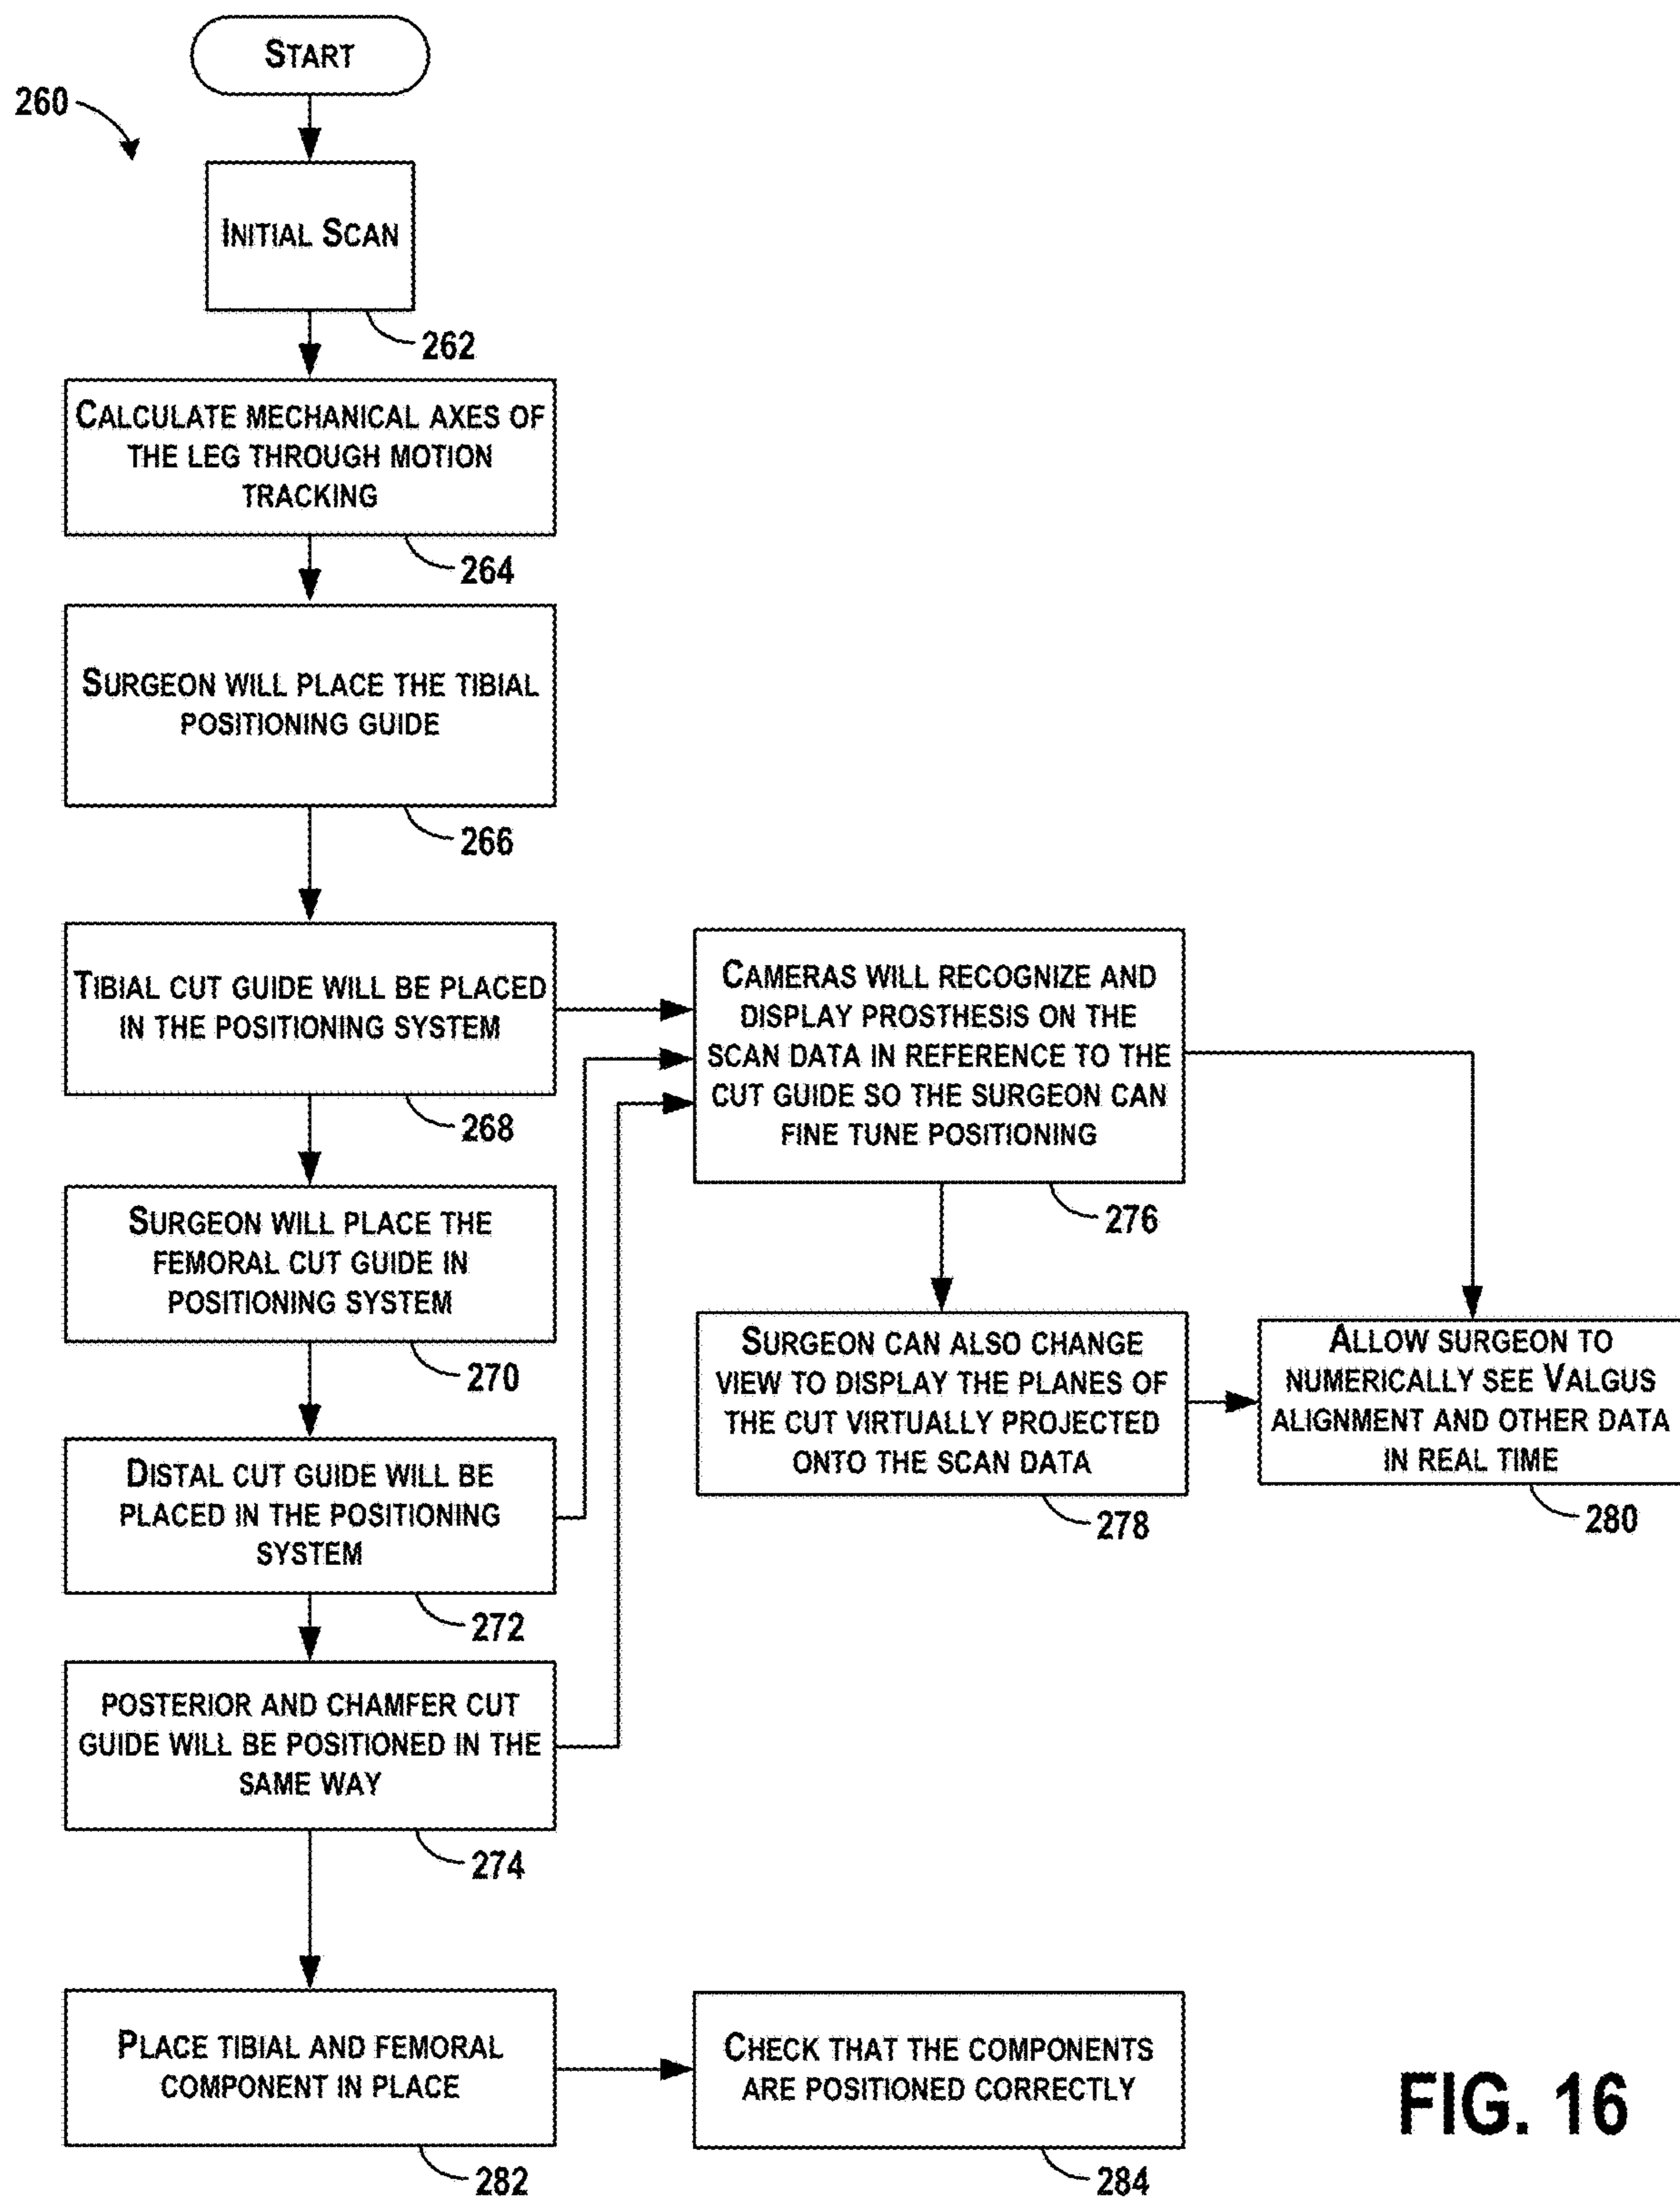 START
260
INITIAL SCAN
262
CALCULATE MECHANICAL AXES OF
THE LEG THROUGH MOTION
TRACKING
264
SURGEON WILL PLACE THE TIBIAL
POSITIONING GUIDE
266
TIBIAL CUT GUIDE WILL BE PLACED
IN THE POSITIONING SYSTEM
268
SURGEON WILL PLACE THE
FEMORAL CUT GUIDE IN
POSITIONING SYSTEM
270
DISTAL CUT GUIDE WILL BE
PLACED IN THE POSITIONING
SYSTEM
272
POSTERIOR AND CHAMFER CUT
GUIDE WILL BE POSITIONED IN THE
SAME WAY
274
CAMERAS WILL RECOGNIZE AND
DISPLAY PROSTHESIS ON THE
SCAN DATA IN REFERENCE TO THE
CUT GUIDE SO THE SURGEON CAN
FINE TUNE POSITIONING
276
SURGEON CAN ALSO CHANGE
VIEW TO DISPLAY THE PLANES OF
THE CUT VIRTUALLY PROJECTED
ONTO THE SCAN DATA
278
ALLOW SURGEON TO
NUMERICALLY SEE VALGUS
ALIGNMENT AND OTHER DATA
IN REAL TIME
280
PLACE TIBIAL AND FEMORAL
COMPONENT IN PLACE
282
CHECK THAT THE COMPONENTS
ARE POSITIONED CORRECTLY
284
FIG. 16